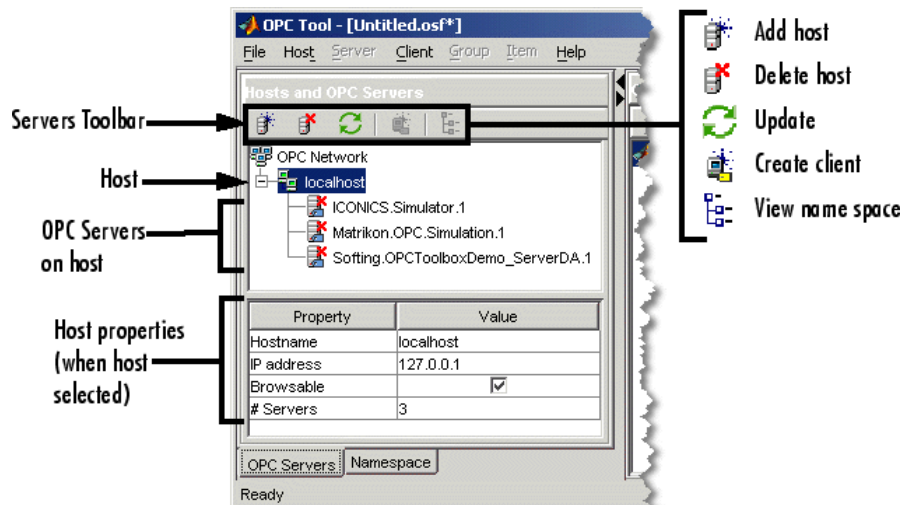 OPC Tool - [Untitled.osf*]
File Host Server Client Group Item Help
Hosts and OPC Servers
Servers Toolbar
OPC Network
Host
localhost
ICONICS.Simulator.1
OPC Servers
on host
Matrikon.OPC.Simulation.1
Softing.OPCToolboxDemo_ServerDA.1
Host properties
(when host
selected)
Property Value
Hostname localhost
IP address 127.0.0.1
Browsable
# Servers 3
OPC Servers Namespace
Ready
Add host
Delete host
Update
Create client
View name space